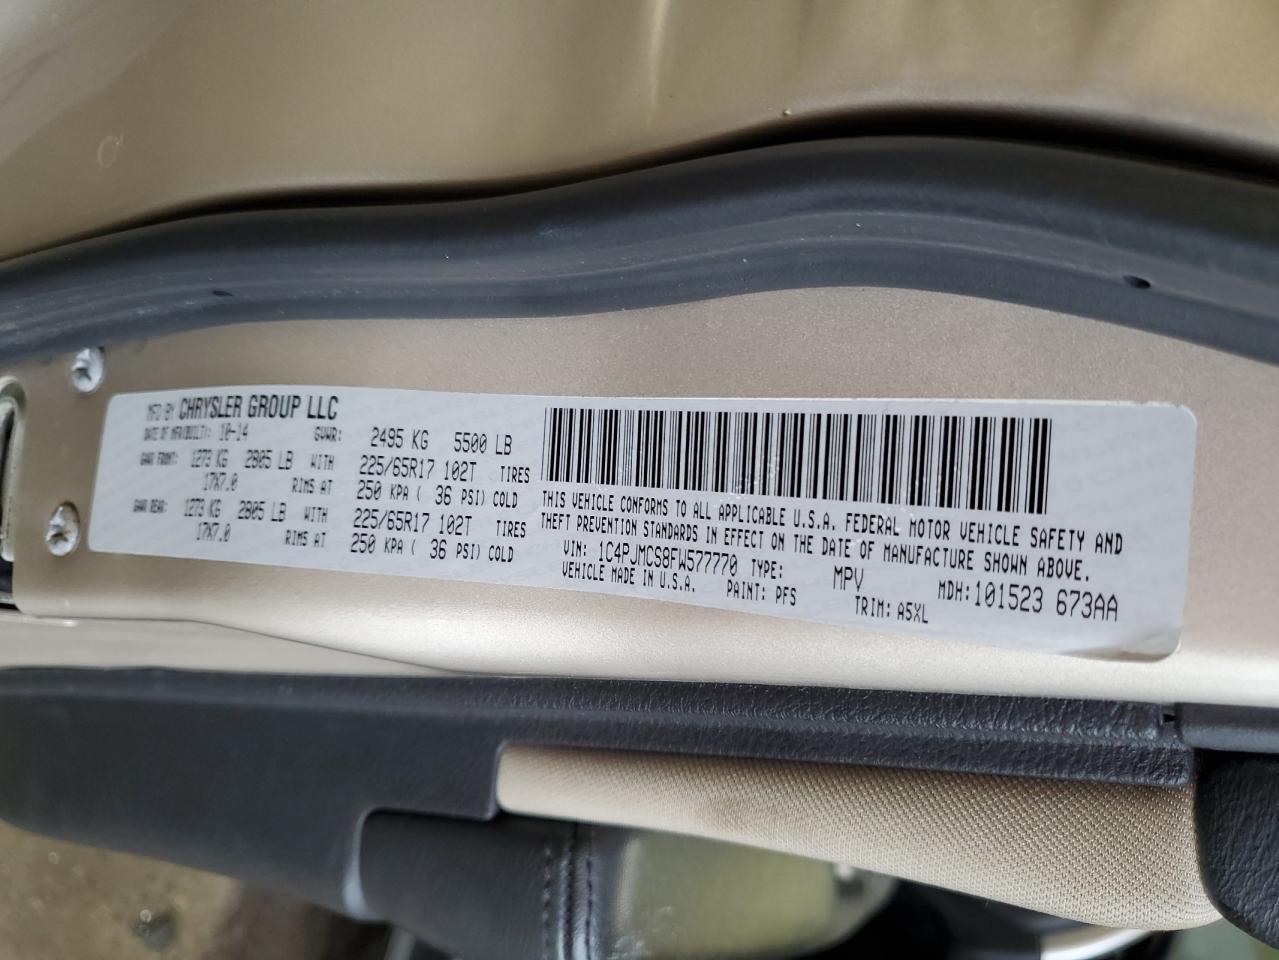 MFD BY CHRYSLER GROUP LLC
DATE OF MFR(BUILT): 10-14 GVWR: 2495 KG 5500 LB
GAWR FRONT: 1273 KG 2805 LB WITH 225/65R17 102T TIRES
17X7.0 RIMS AT 250 KPA ( 36 PSI) COLD
GAWR REAR: 1273 KG 2805 LB WITH 225/65R17 102T TIRES
17X7.0 RIMS AT 250 KPA ( 36 PSI) COLD
THIS VEHICLE CONFORMS TO ALL APPLICABLE U.S.A. FEDERAL MOTOR VEHICLE SAFETY AND
THEFT PREVENTION STANDARDS IN EFFECT ON THE DATE OF MANUFACTURE SHOWN ABOVE.
VIN: 1C4PJMCS8FW577770 TYPE: MPV MDH: 101523 673AA
VEHICLE MADE IN U.S.A. PAINT: PFS TRIM: A5XL